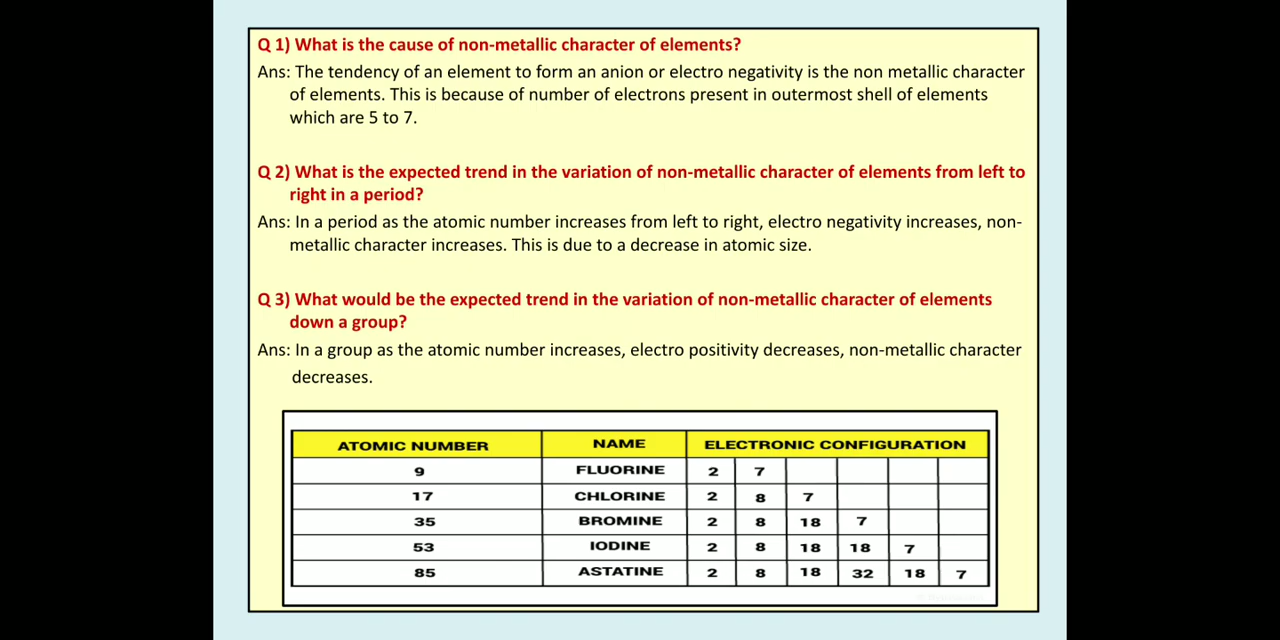 Q 1) What is the cause of non-metallic character of elements?
Ans: The tendency of an element to form an anion or electro negativity is the non metallic character
of elements. This is because of number of electrons present in outermost shell of elements
which are 5 to 7.
Q 2) What is the expected trend in the variation of non-metallic character of elements from left to
right in a period?
Ans: In a period as the atomic number increases from left to right, electro negativity increases, non-
metallic character increases. This is due to a decrease in atomic size.
Q 3) What would be the expected trend in the variation of non-metallic character of elements
down a group?
Ans: In a group as the atomic number increases, electro positivity decreases, non-metallic character
decreases.
ATOMIC NUMBER NAME ELECTRONIC CONFIGURATION
9 FLUORINE 2 7
17 CHLORINE 2 8 7
35 BROMINE 2 8 18 7
53 IODINE 2 8 18 18 7
85 ASTATINE 2 8 18 32 18 7